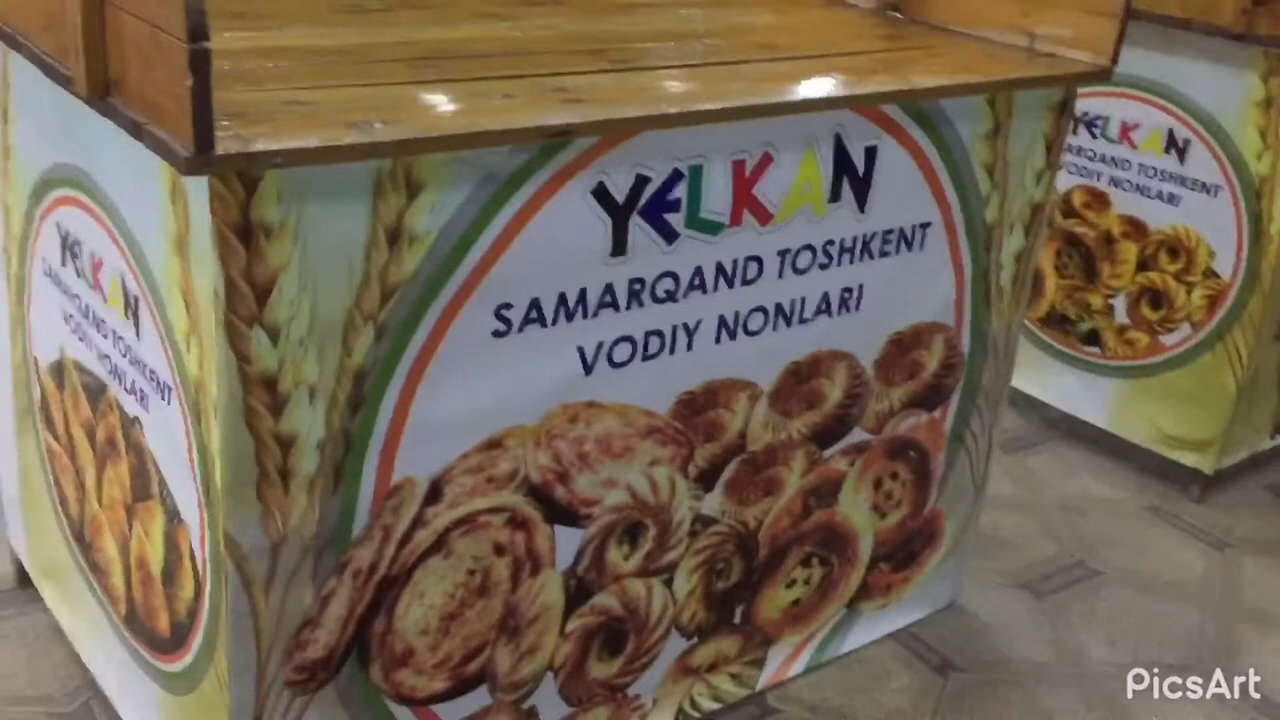 YELKAN
SAMARQAND TOSHKENT
VODIY NONLARI
YELKAN
SAMARQAND TOSHKENT
VODIY NONLARI
YELKAN
SAMARQAND TOSHKENT
VODIY NONLARI
PicsArt